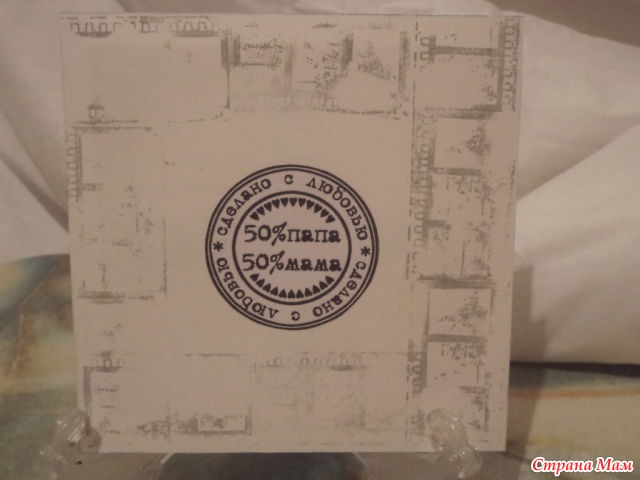 * сделано с любовью * сделано с любовью
50%папа
50%мама
Страна Мам